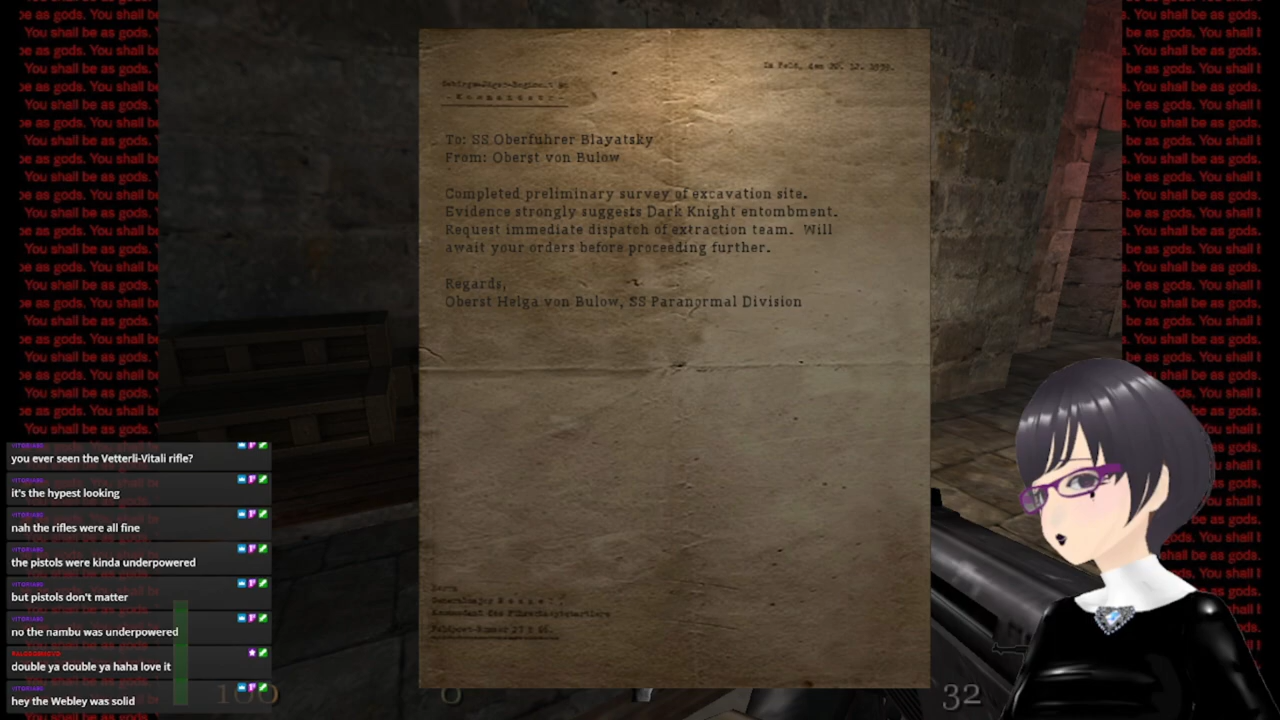 To: SS Oberfuhrer Blavatsky
From: Oberst von Bulow
Completed preliminary survey of excavation site.
Evidence strongly suggests Dark Knight entombment.
Request immediate dispatch of extraction team. Will
await your orders before proceeding further.
Regards,
Oberst Helga von Bulow, SS Paranormal Division
You shall be as gods.
you ever seen the Vetterli-Vitali rifle?
it's the hypest looking
nah the rifles were all fine
the pistols were kinda underpowered
but pistols don't matter
no the nambu was underpowered
double ya double ya haha love it
hey the Webley was solid
100
0
32